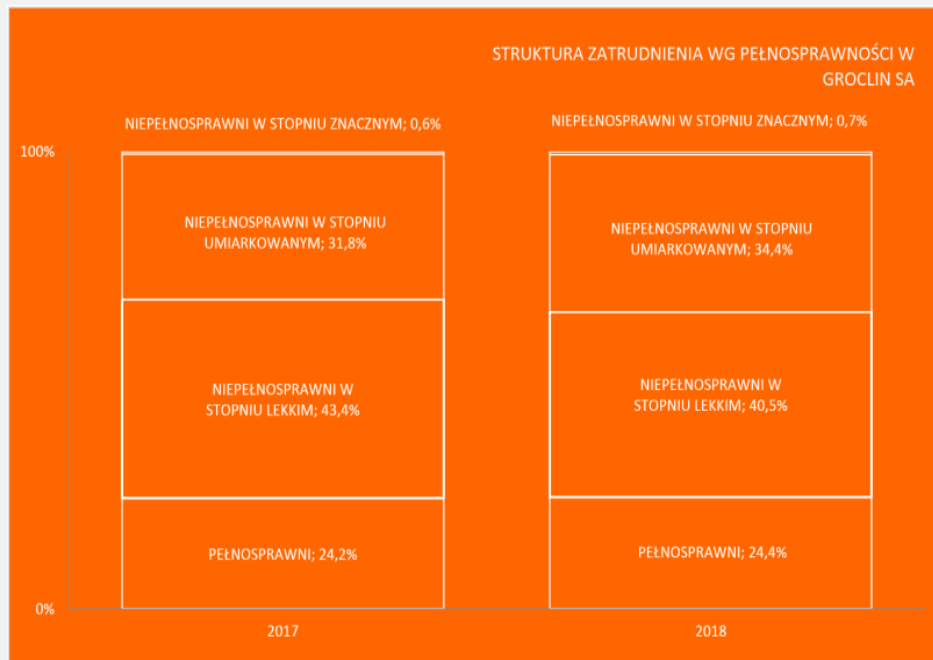 STRUKTURA ZATRUDNIENIA WG PEŁNOSPRAWNOŚCI W
GROCLIN SA
NIEPEŁNOSPRAWNI W STOPNIU ZNACZNYM; 0,6%
NIEPEŁNOSPRAWNI W STOPNIU ZNACZNYM; 0,7%
100%
NIEPEŁNOSPRAWNI W STOPNIU
UMIARKOWANYM; 31,8%
NIEPEŁNOSPRAWNI W STOPNIU
UMIARKOWANYM; 34,4%
NIEPEŁNOSPRAWNI W
STOPNIU LEKKIM; 43,4%
NIEPEŁNOSPRAWNI W
STOPNIU LEKKIM; 40,5%
PEŁNOSPRAWNI; 24,2%
PEŁNOSPRAWNI; 24,4%
0%
2017
2018